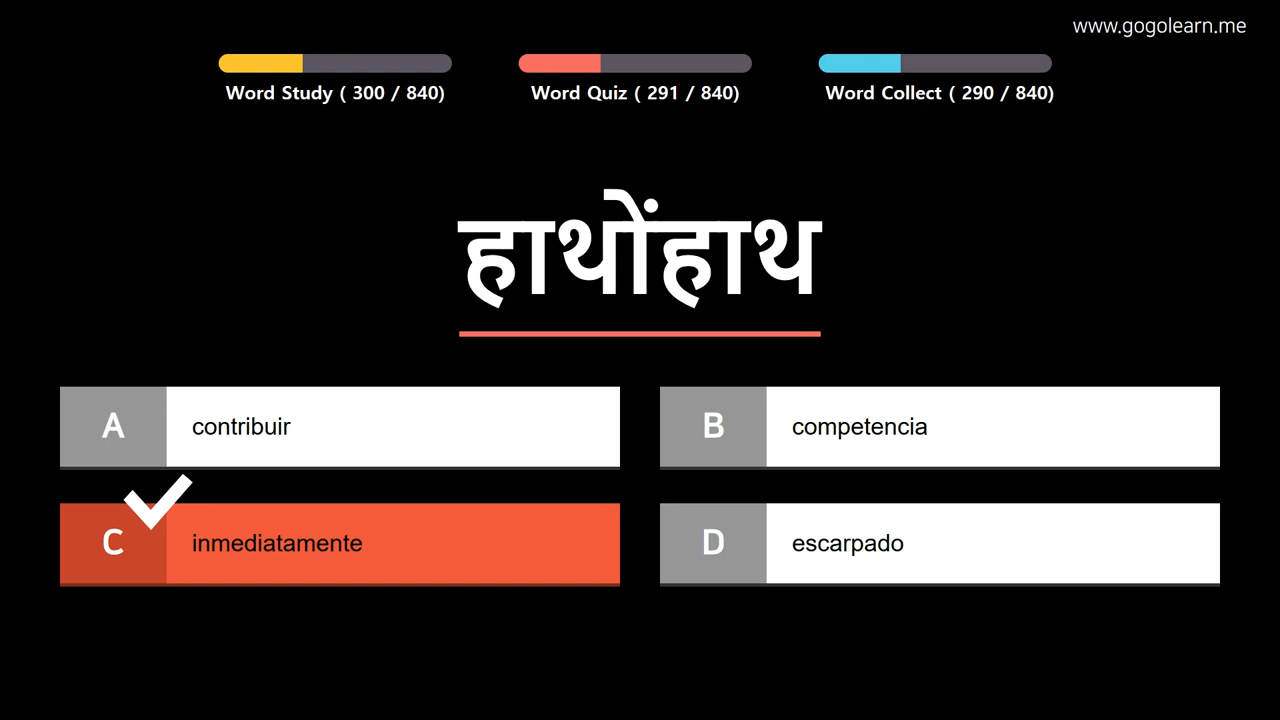 www.gogolearn.me
Word Study ( 300 / 840)
Word Quiz ( 291 / 840)
Word Collect ( 290 / 840)
हाथोंहाथ
A contribuir
B competencia
C inmediatamente
D escarpado